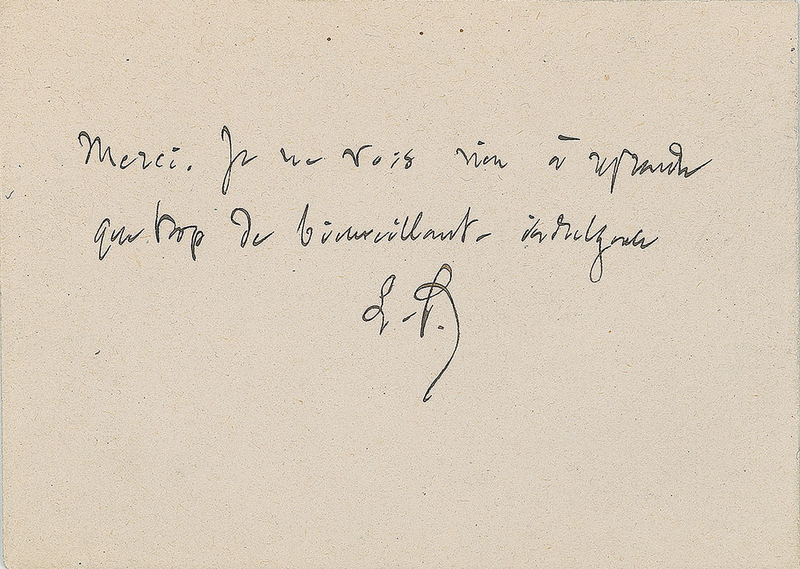 Merci. Je ne vois rien à reprendre
que trop de bienveillante indulgence
L.-P.